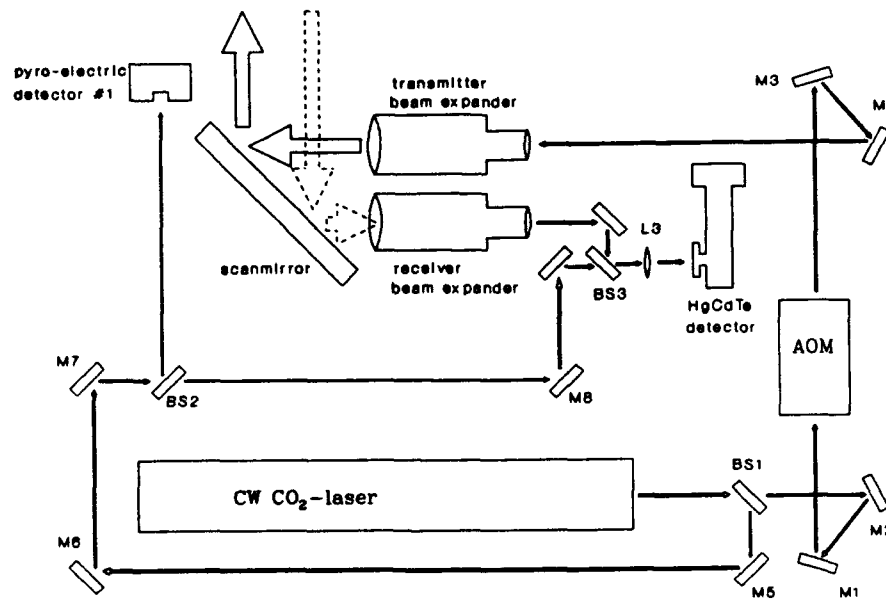 pyro-electric
detector #1
transmitter
beam expander
M3
M
scanmirror
receiver
beam expander
L3
BS3
HgCdTe
detector
AOM
M7
BS2
M8
CW CO₂-laser
BS1
M2
M6
M5
M1